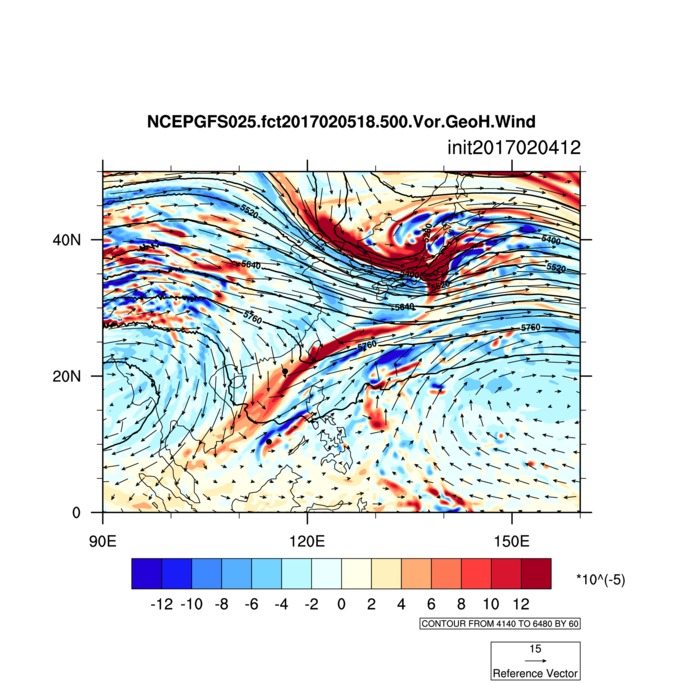 NCEPGFS025.fct2017020518.500.Vor.GeoH.Wind
init2017020412
5520
5640
5760
5400
5640
5760
5400
5520
5760
40N
20N
0
90E 120E 150E
-12 -10 -8 -6 -4 -2 0 2 4 6 8 10 12
*10^(-5)
CONTOUR FROM 4140 TO 6480 BY 60
15
Reference Vector